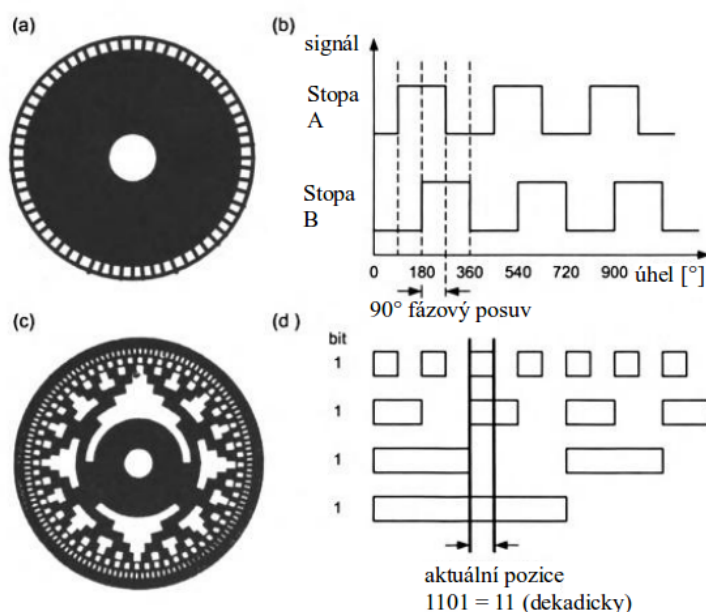 (a)
(b)
signál
Stopa
A
Stopa
B
0 180 360 540 720 900 úhel [°]
90° fázový posuv
(c)
(d )
bit
1
1
1
1
aktuální pozice
1101 = 11 (dekadicky)